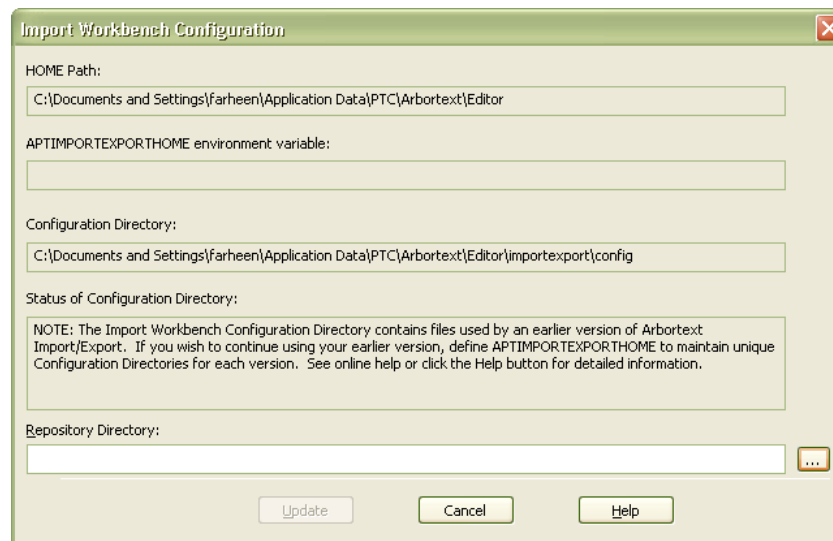 Import Workbench Configuration
HOME Path:
C:\Documents and Settings\farheen\Application Data\PTC\Arbortext\Editor
APTIMPORTEXPORTHOME environment variable:
Configuration Directory:
C:\Documents and Settings\farheen\Application Data\PTC\Arbortext\Editor\importexport\config
Status of Configuration Directory:
NOTE: The Import Workbench Configuration Directory contains files used by an earlier version of Arbortext
Import/Export. If you wish to continue using your earlier version, define APTIMPORTEXPORTHOME to maintain unique
Configuration Directories for each version. See online help or click the Help button for detailed information.
Repository Directory:
...
Update Cancel Help